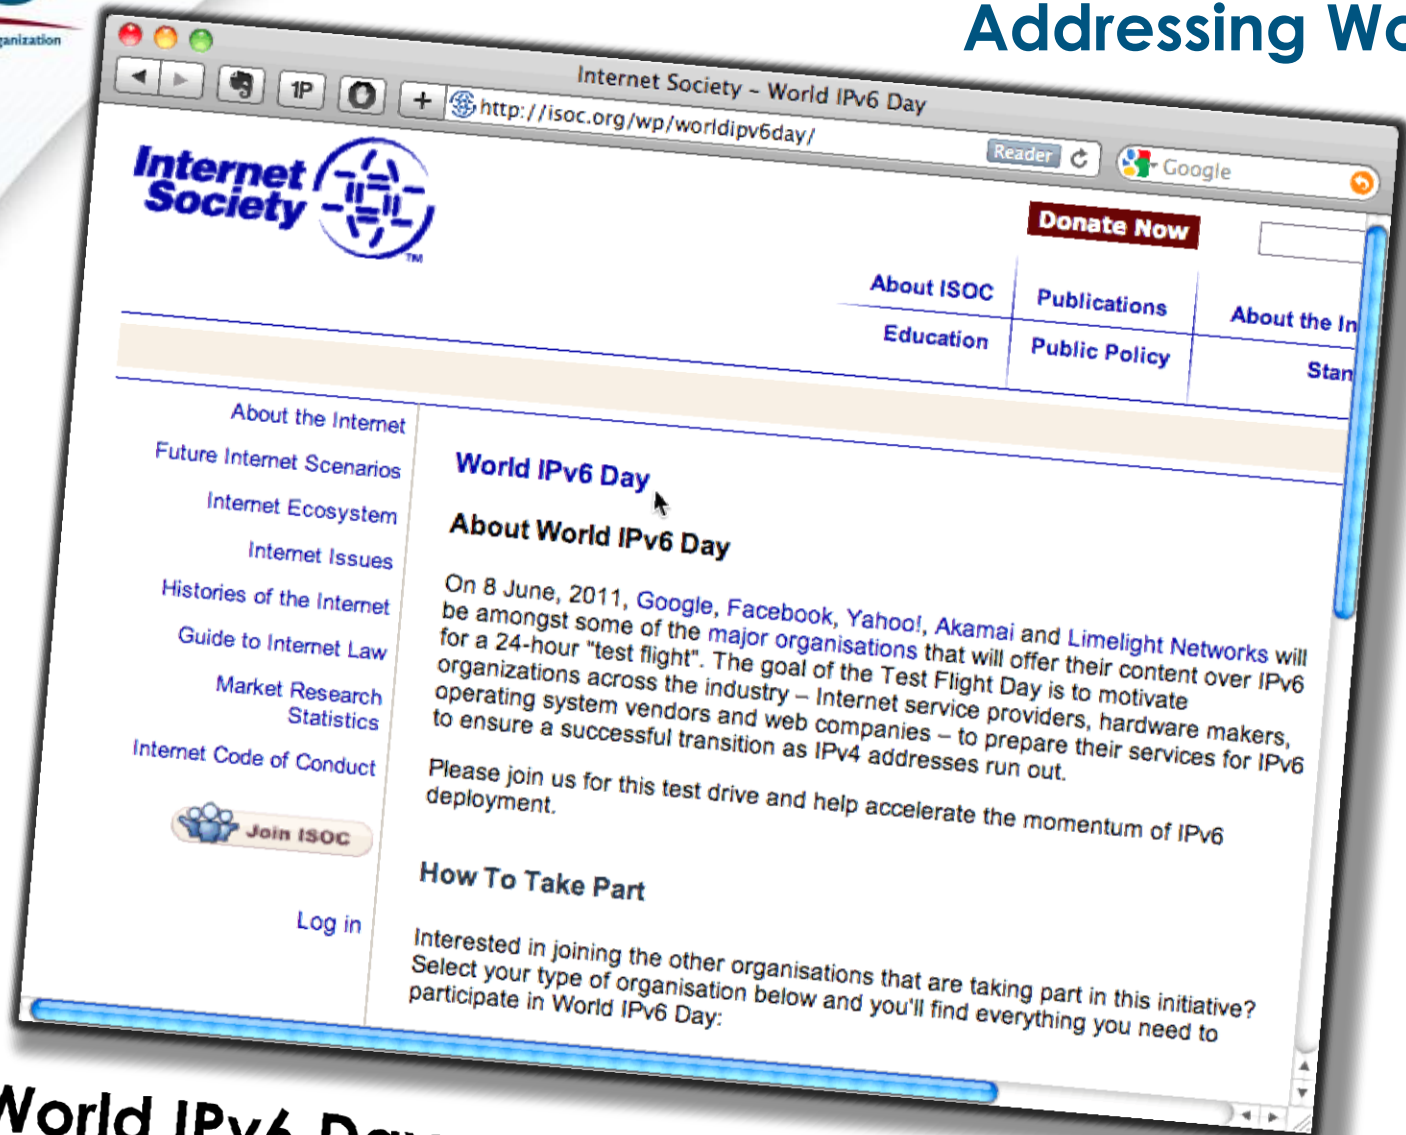 ganization
Addressing
Internet Society – World IPv6 Day
1P
http://isoc.org/wp/worldipv6day/
Reader
Google
Internet
Society
TM
Donate Now
About ISOC
Publications
About the In
Education
Public Policy
Stan
About the Internet
Future Internet Scenarios
Internet Ecosystem
Internet Issues
Histories of the Internet
Guide to Internet Law
Market Research
Statistics
Internet Code of Conduct
Join ISOC
Log in
World IPv6 Day
About World IPv6 Day
On 8 June, 2011, Google, Facebook, Yahoo!, Akamai and Limelight Networks will
be amongst some of the major organisations that will offer their content over IPv6
for a 24-hour "test flight". The goal of the Test Flight Day is to motivate
organizations across the industry – Internet service providers, hardware makers,
operating system vendors and web companies – to prepare their services for IPv6
to ensure a successful transition as IPv4 addresses run out.
Please join us for this test drive and help accelerate the momentum of IPv6
deployment.
How To Take Part
Interested in joining the other organisations that are taking part in this initiative?
Select your type of organisation below and you'll find everything you need to
participate in World IPv6 Day:
World IPv6 Day